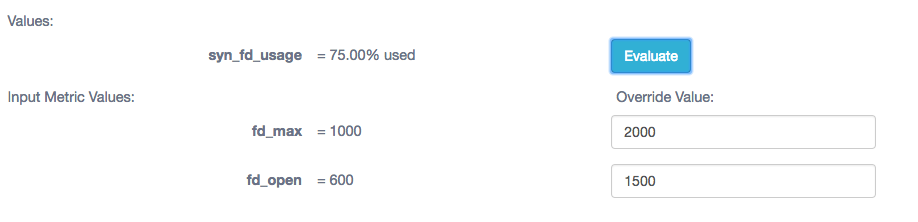 Values:
syn_fd_usage = 75.00% used Evaluate
Input Metric Values: Override Value:
fd_max = 1000 2000
fd_open = 600 1500